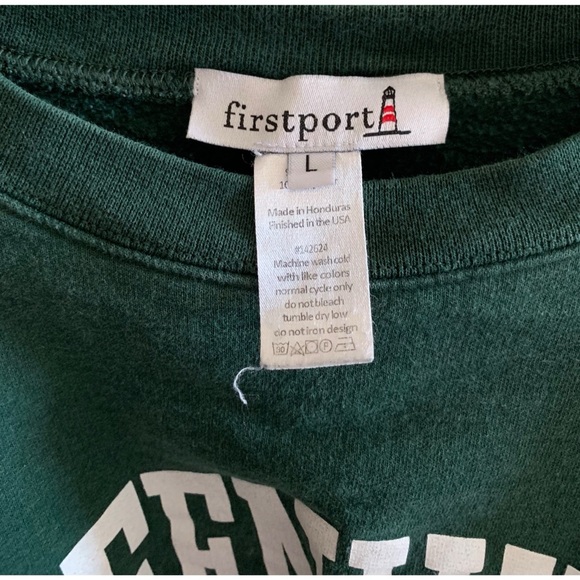 firstport
L
Made in Honduras
Finished in the USA
#142624
Machine wash cold
with like colors
normal cycle only
do not bleach
tumble dry low
do not iron design